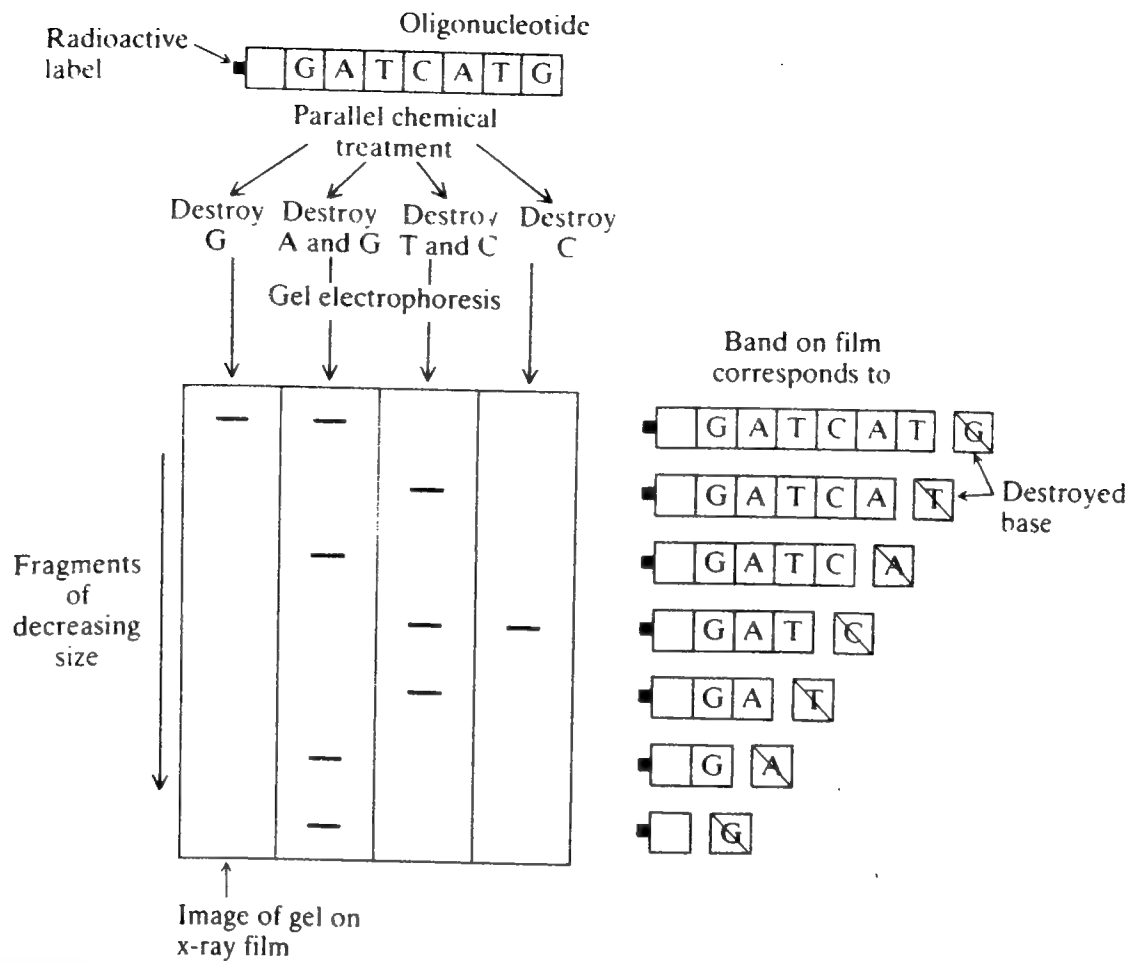 Oligonucleotide
Radioactive
label
G A T C A T G
Parallel chemical
treatment
Destroy
G
Destroy
A and G
Destroy
T and C
Destroy
C
Gel electrophoresis
Band on film
corresponds to
G A T C A T G
G A T C A T
Destroyed
base
G A T C A
G A T C
G A T
G A
G
Fragments
of
decreasing
size
Image of gel on
x-ray film